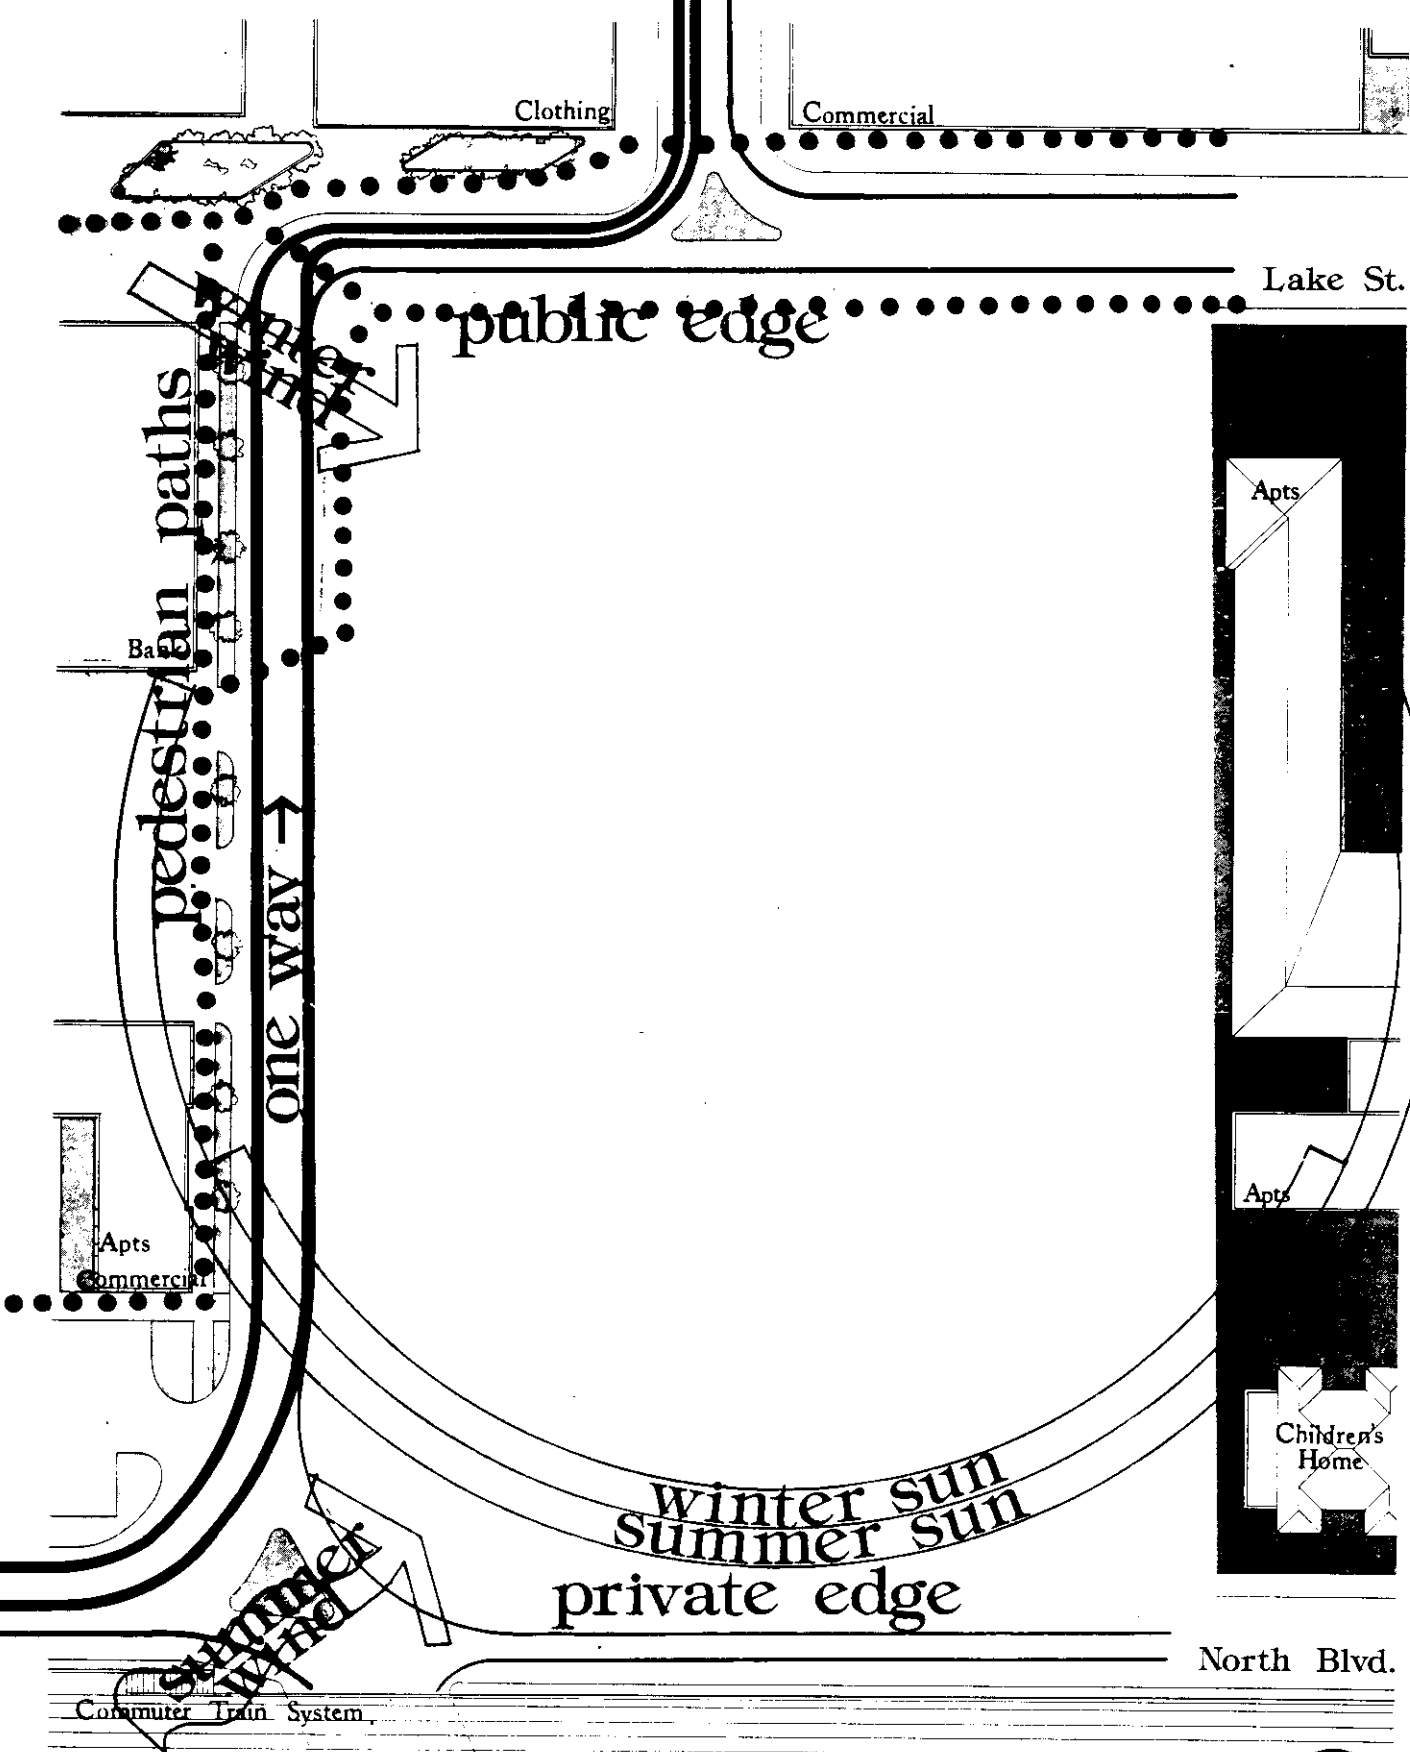 Clothing
Commercial
Lake St.
winter
wind
public edge
pedestrian paths
Apts
Bank
one way →
Apts
Apts
Commercial
Children's
Home
winter sun
summer sun
private edge
summer
wind
North Blvd.
Commuter Train System